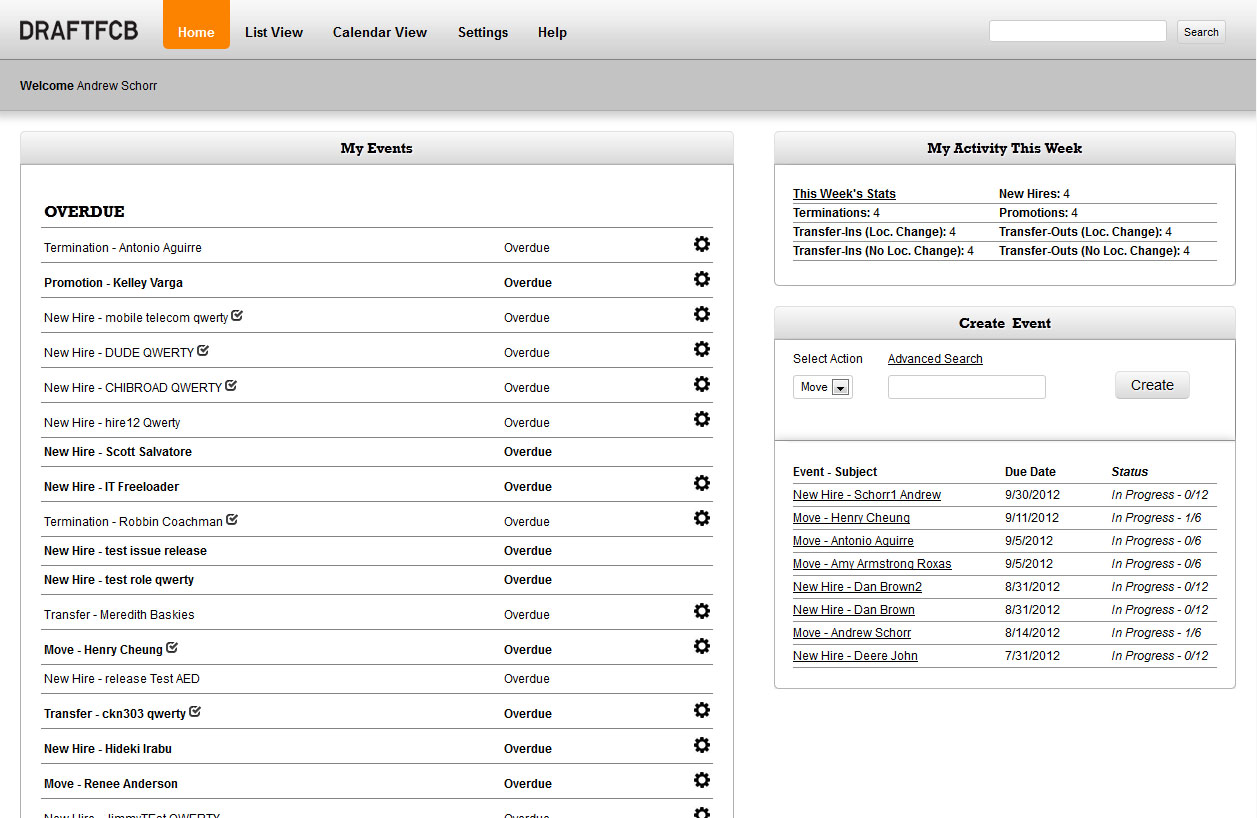 DRAFTFCB Home List View Calendar View Settings Help Search
Welcome Andrew Schorr
My Events
OVERDUE
Termination - Antonio Aguirre Overdue
Promotion - Kelley Varga Overdue
New Hire - mobile telecom qwerty Overdue
New Hire - DUDE QWERTY Overdue
New Hire - CHIBROAD QWERTY Overdue
New Hire - hire12 Qwerty Overdue
New Hire - Scott Salvatore Overdue
New Hire - IT Freeloader Overdue
Termination - Robbin Coachman Overdue
New Hire - test issue release Overdue
New Hire - test role qwerty Overdue
Transfer - Meredith Baskies Overdue
Move - Henry Cheung Overdue
New Hire - release Test AED Overdue
Transfer - ckn303 qwerty Overdue
New Hire - Hideki Irabu Overdue
Move - Renee Anderson Overdue
New Hire - JimmyTEst QWERTY Overdue
My Activity This Week
This Week's Stats New Hires: 4
Terminations: 4 Promotions: 4
Transfer-Ins (Loc. Change): 4 Transfer-Outs (Loc. Change): 4
Transfer-Ins (No Loc. Change): 4 Transfer-Outs (No Loc. Change): 4
Create Event
Select Action Advanced Search
Move Create
Event - Subject Due Date Status
New Hire - Schorr1 Andrew 9/30/2012 In Progress - 0/12
Move - Henry Cheung 9/11/2012 In Progress - 1/6
Move - Antonio Aguirre 9/5/2012 In Progress - 0/6
Move - Amy Armstrong Roxas 9/5/2012 In Progress - 0/6
New Hire - Dan Brown2 8/31/2012 In Progress - 0/12
New Hire - Dan Brown 8/31/2012 In Progress - 0/12
Move - Andrew Schorr 8/14/2012 In Progress - 1/6
New Hire - Deere John 7/31/2012 In Progress - 0/12